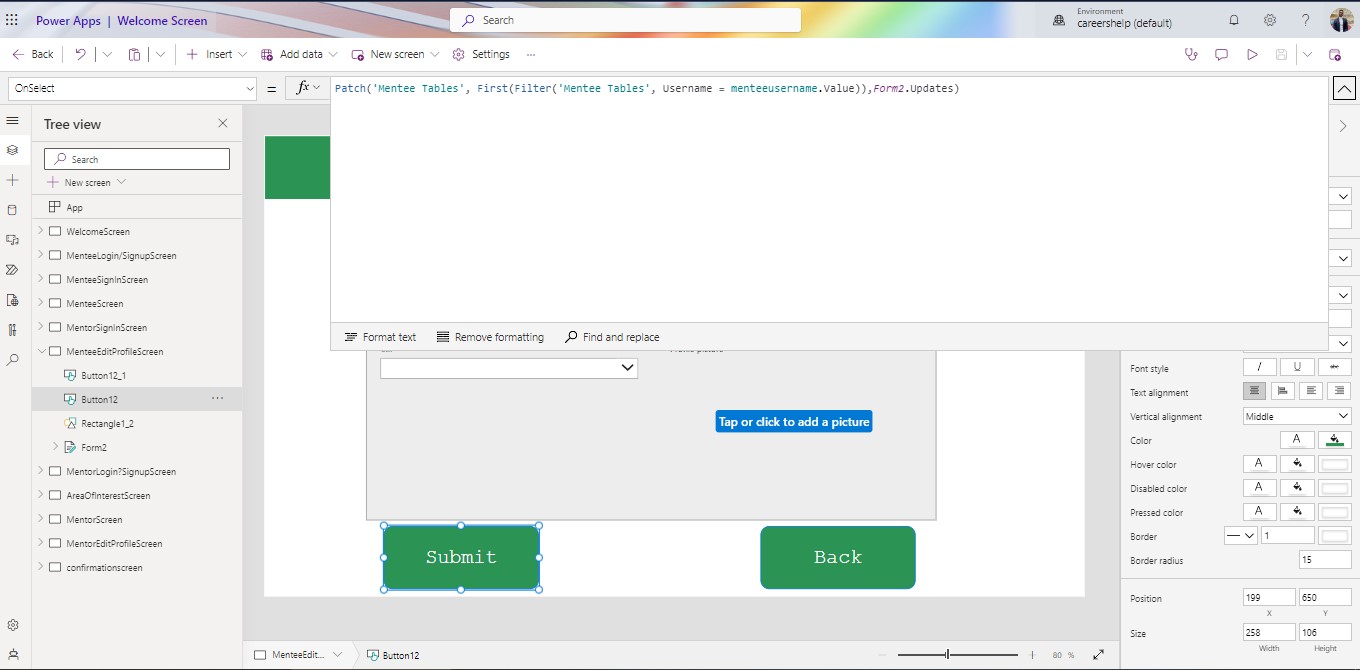 Power Apps | Welcome Screen
Search
Environment
careershelp (default)
Back
Insert
Add data
New screen
Settings
OnSelect
=
fx
Patch('Mentee Tables', First(Filter('Mentee Tables', Username = menteeusername.Value)),Form2.Updates)
Tree view
Search
New screen
App
WelcomeScreen
MenteeLogin/SignupScreen
MenteeSignInScreen
MenteeScreen
MentorSignInScreen
MenteeEditProfileScreen
Button12_1
Button12
Rectangle1_2
Form2
MentorLogin?SignupScreen
AreaOfInterestScreen
MentorScreen
MentorEditProfileScreen
confirmationscreen
Format text
Remove formatting
Find and replace
Tap or click to add a picture
Submit
Back
Font style
Text alignment
Vertical alignment
Middle
Color
Hover color
Disabled color
Pressed color
Border
1
Border radius
15
Position
199
650
X
Y
Size
258
106
Width
Height
MenteeEdit...
Button12
80 %